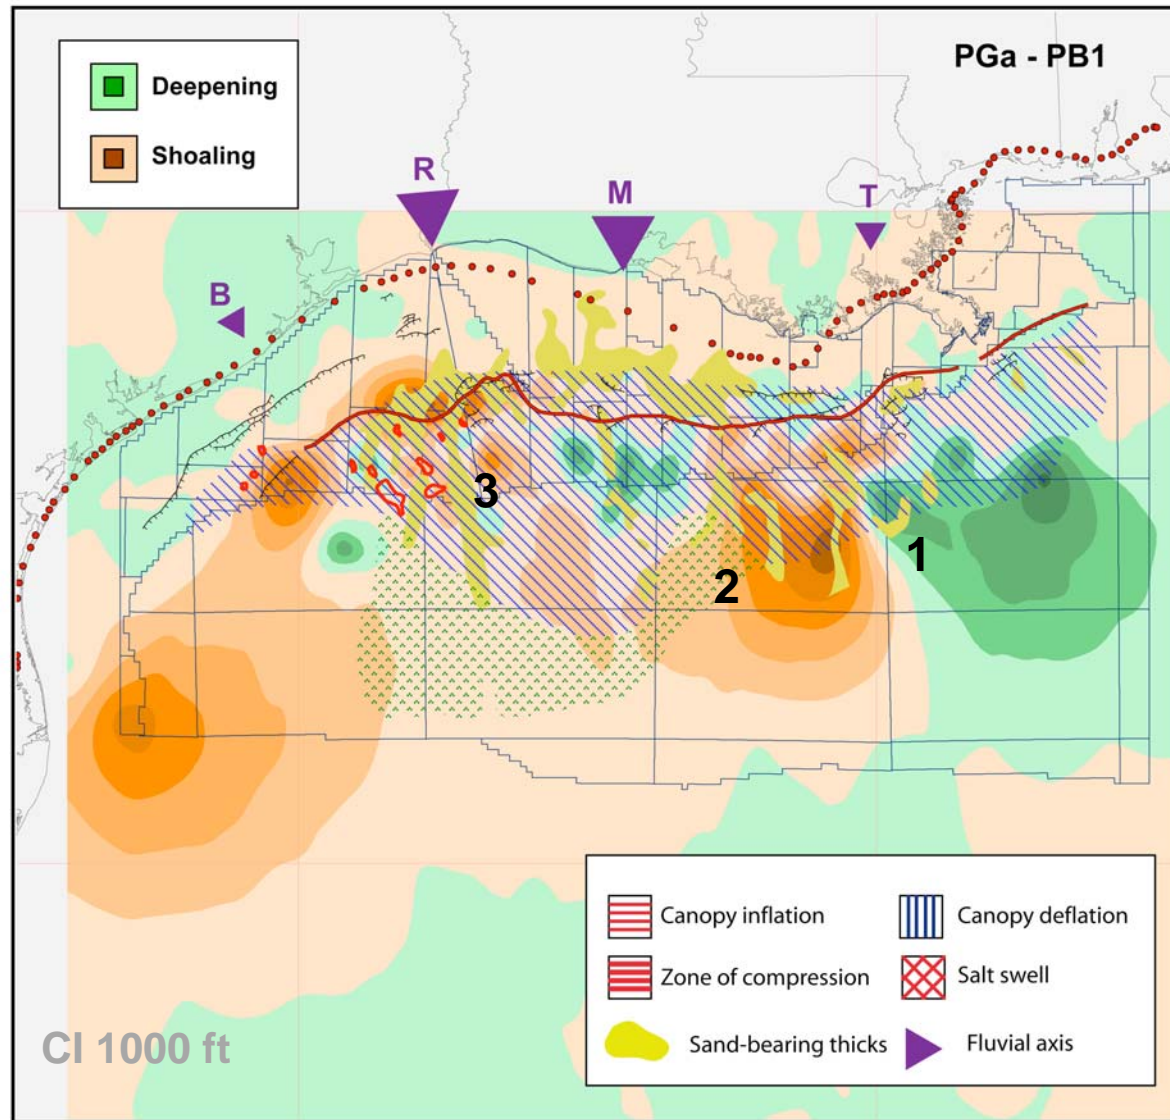 PGa - PB1
Deepening
Shoaling
R
M
T
B
3
1
2
Canopy inflation
Canopy deflation
Zone of compression
Salt swell
Sand-bearing thicks
Fluvial axis
CI 1000 ft